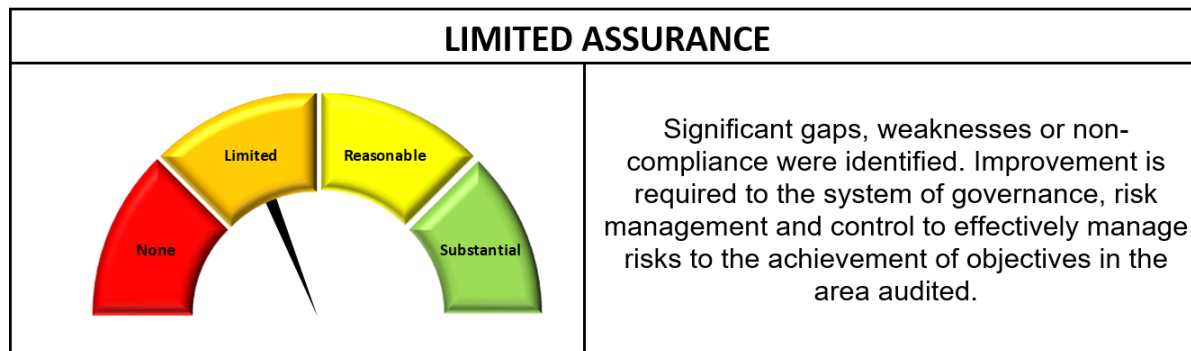 LIMITED ASSURANCE
Limited
Reasonable
None
Substantial
Significant gaps, weaknesses or non-
compliance were identified. Improvement is
required to the system of governance, risk
management and control to effectively manage
risks to the achievement of objectives in the
area audited.